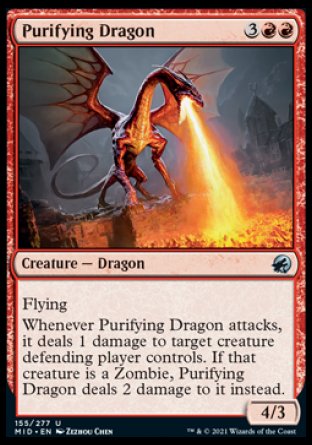 Purifying Dragon 3
Creature — Dragon
Flying
Whenever Purifying Dragon attacks,
it deals 1 damage to target creature
defending player controls. If that
creature is a Zombie, Purifying
Dragon deals 2 damage to it instead.
4/3
155/277 U
MID • EN Zezhou Chen
™ & © 2021 Wizards of the Coast